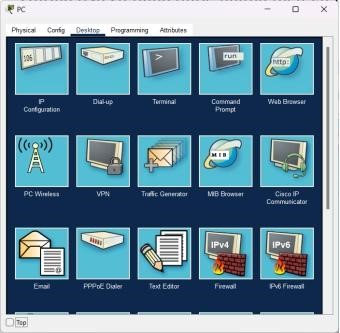 PC
Physical Config Desktop Programming Attributes
106
>
run
http:
IP
Configuration
Dial-up
Terminal
Command
Prompt
Web Browser
MIB
PC Wireless
VPN
Traffic Generator
MIB Browser
Cisco IP
Communicator
@
IPv4
IPv6
Email
PPPoE Dialer
Text Editor
Firewall
IPv6 Firewall
Top